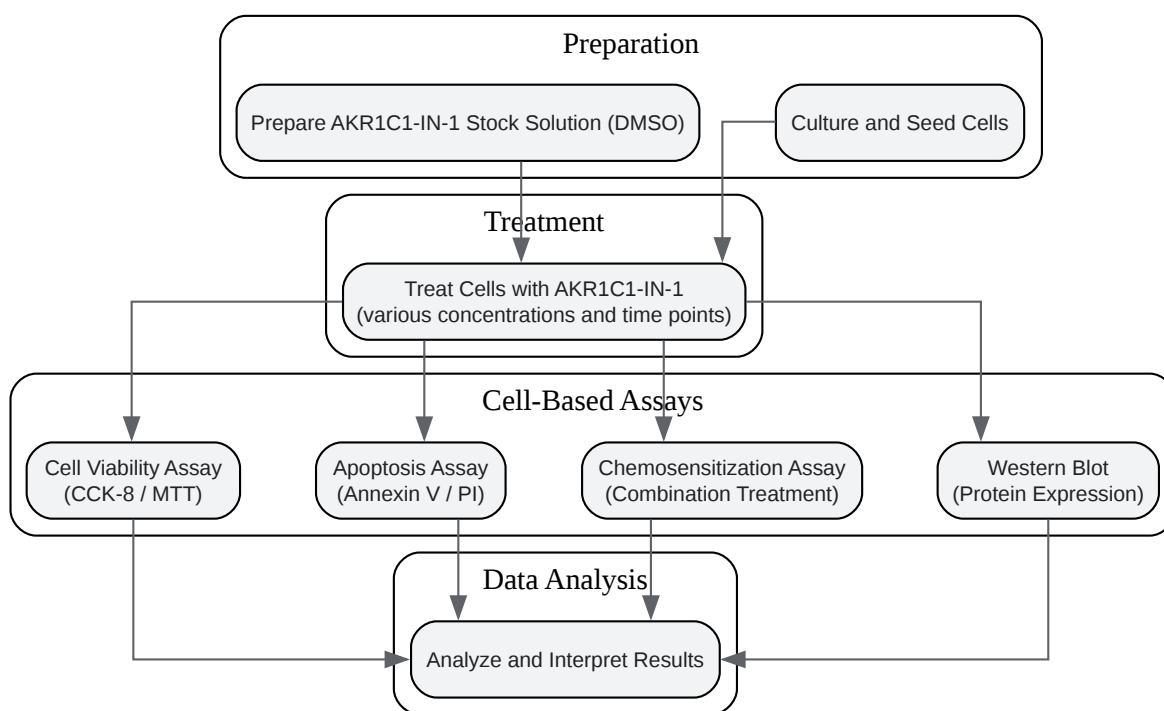 Preparation
Prepare AKR1C1-IN-1 Stock Solution (DMSO)
Culture and Seed Cells
Treatment
Treat Cells with AKR1C1-IN-1
(various concentrations and time points)
Cell-Based Assays
Cell Viability Assay
(CCK-8 / MTT)
Apoptosis Assay
(Annexin V / PI)
Chemosensitization Assay
(Combination Treatment)
Western Blot
(Protein Expression)
Data Analysis
Analyze and Interpret Results